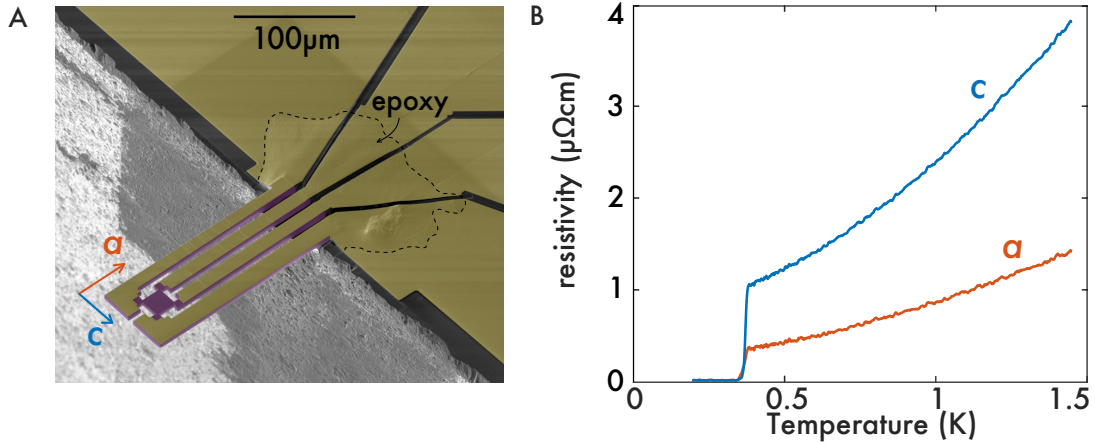 A
100μm
epoxy
a
c
B
resistivity (μΩcm)
4
3
2
1
0
c
a
0
0.5
1
1.5
Temperature (K)